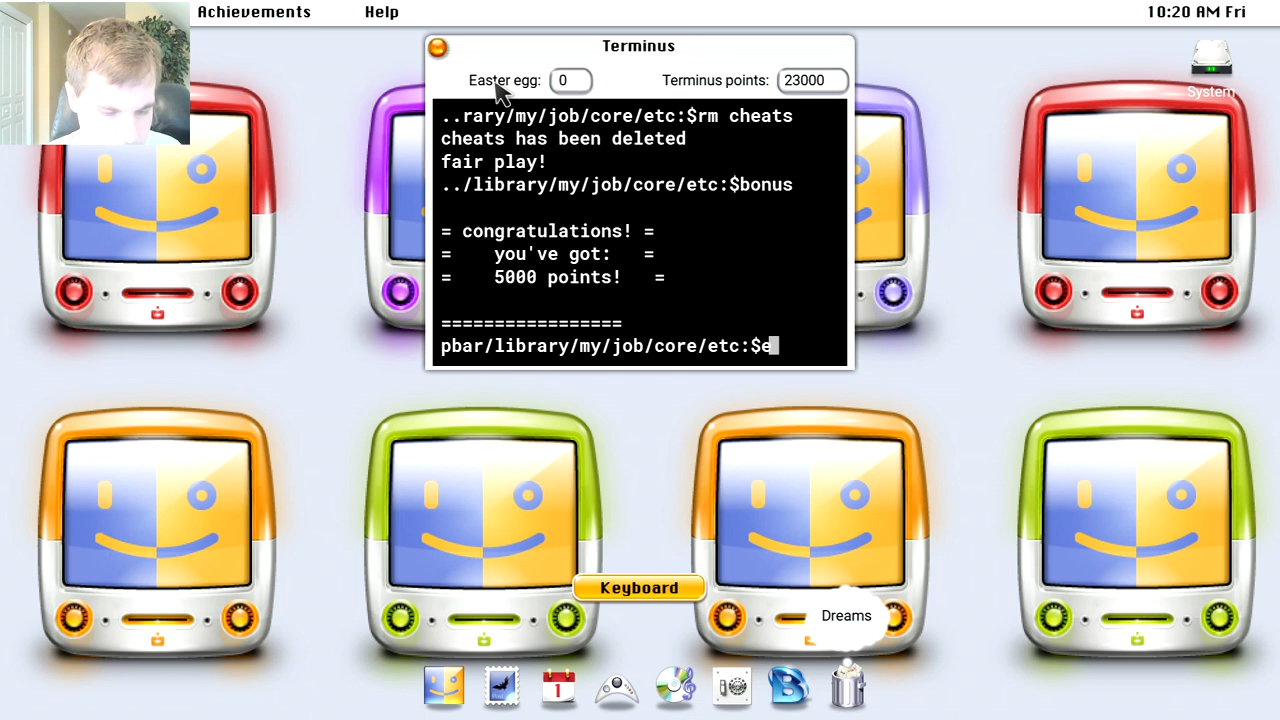 Achievements Help 10:20 AM Fri
Terminus
Easter egg: 0 Terminus points: 23000
System
..rary/my/job/core/etc:$rm cheats
cheats has been deleted
fair play!
../library/my/job/core/etc:$bonus
= congratulations! =
= you've got: =
= 5000 points! =
=================
pbar/library/my/job/core/etc:$e
Keyboard
Dreams
1